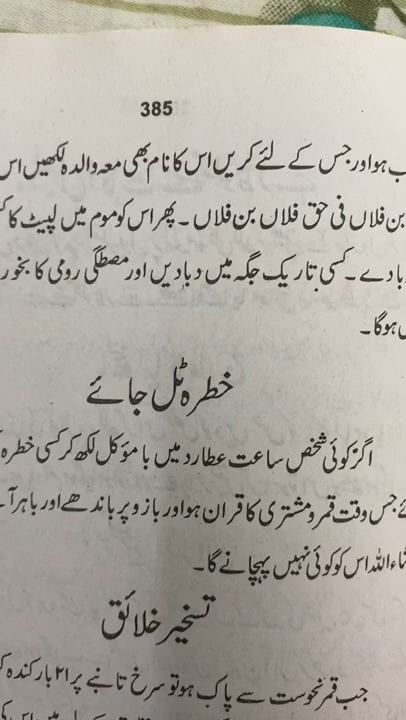 385
ہو اور جس کے لئے کریں اس کا نام بھی معہ والدہ لکھیں اس
بن فلاں فی حق فلاں بن فلاں ۔ پھر اس کو موم میں لپیٹ کا
بادے ۔ کسی تاریک جگہ میں دبادیں اور مصطگی رومی کا بخور
ہوگا ۔
خطرہ ٹل جائے
اگر کوئی شخص ساعت عطارد میں با مؤکل لکھ کر کسی خطرہ
جس وقت قمر و مشتری کا قران ہو اور بازو پر باندھے اور باہر آ
ء اللہ اس کو کوئی نہیں پہچانے گا ۔
تسخیر خلائق
جب قمر نحوست سے پاک ہو تو سرخ تانبے پر ۲۱ بار کندہ